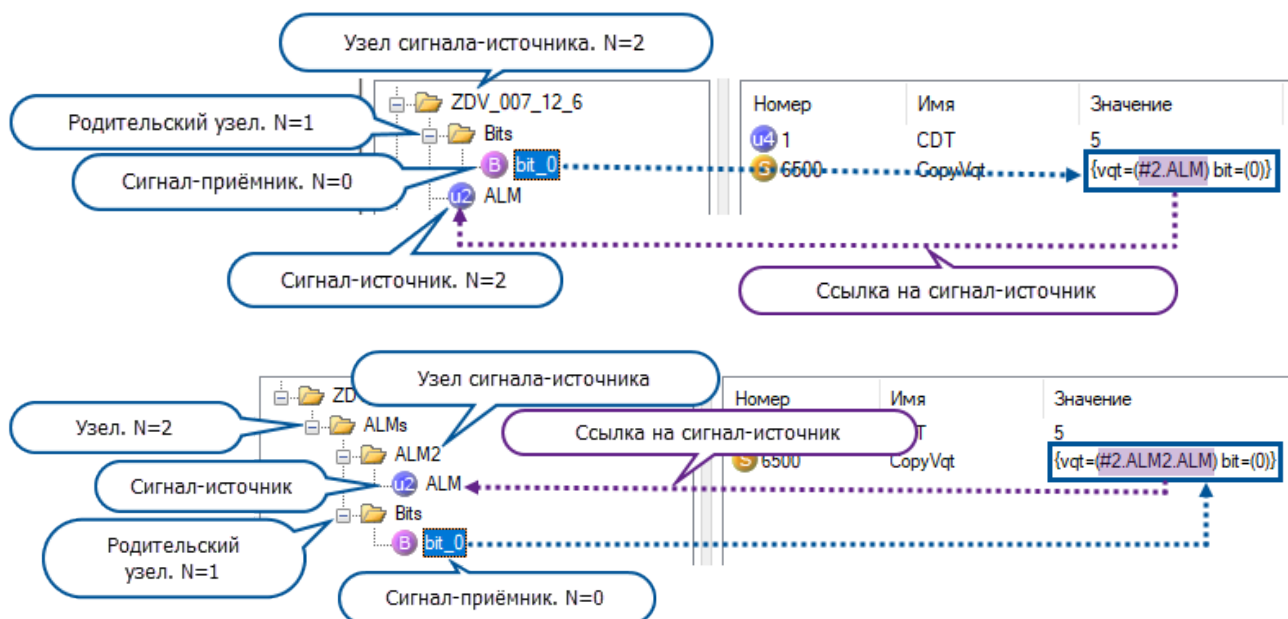 Узел сигнала-источника. N=2
ZDV_007_12_6
Номер Имя Значение
Родительский узел. N=1
Bits
u4 1 CDT 5
Сигнал-приёмник. N=0
B bit_0
S 6500 CopyVqt {vqt=(#2.ALM) bit=(0)}
u2 ALM
Сигнал-источник. N=2
Ссылка на сигнал-источник
Узел сигнала-источника
ZD
Номер Имя Значение
Узел. N=2
ALMs
Ссылка на сигнал-источник
T 5
ALM2
S 6500 CopyVqt {vqt=(#2.ALM2.ALM) bit=(0)}
Сигнал-источник
u2 ALM
Bits
Родительский
узел. N=1
B bit_0
Сигнал-приёмник. N=0